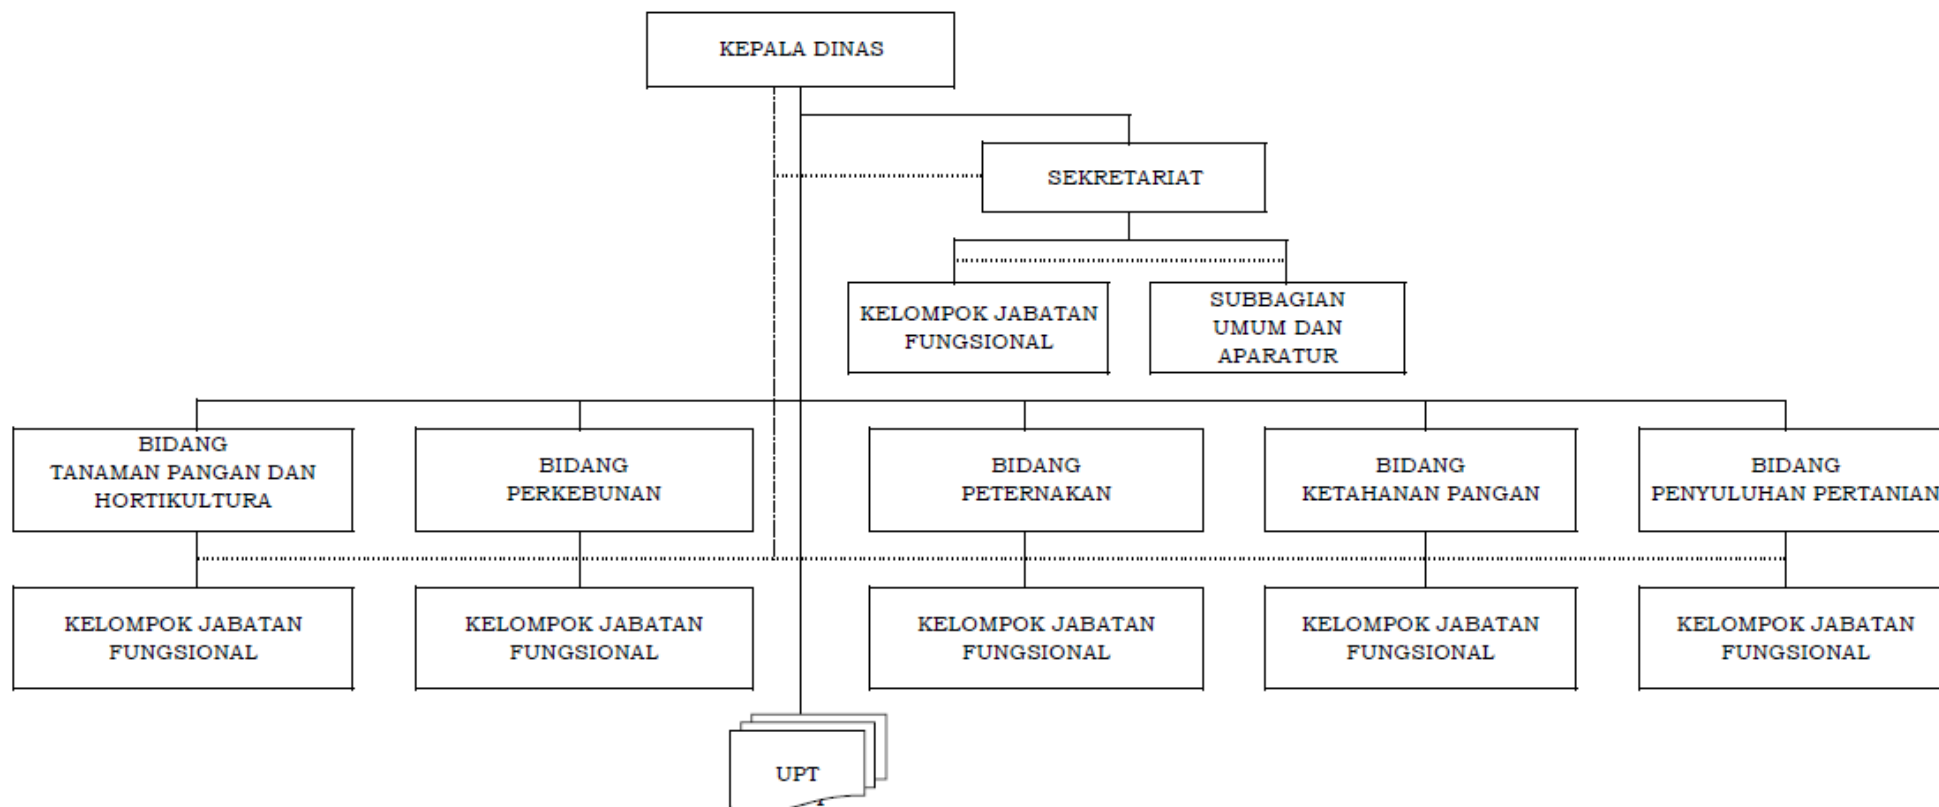 KEPALA DINAS
SEKRETARIAT
KELOMPOK JABATAN
FUNGSIONAL
SUBBAGIAN
UMUM DAN
APARATUR
BIDANG
TANAMAN PANGAN DAN
HORTIKULTURA
BIDANG
PERKEBUNAN
BIDANG
PETERNAKAN
BIDANG
KETAHANAN PANGAN
BIDANG
PENYULUHAN PERTANIAN
KELOMPOK JABATAN
FUNGSIONAL
KELOMPOK JABATAN
FUNGSIONAL
KELOMPOK JABATAN
FUNGSIONAL
KELOMPOK JABATAN
FUNGSIONAL
KELOMPOK JABATAN
FUNGSIONAL
UPT